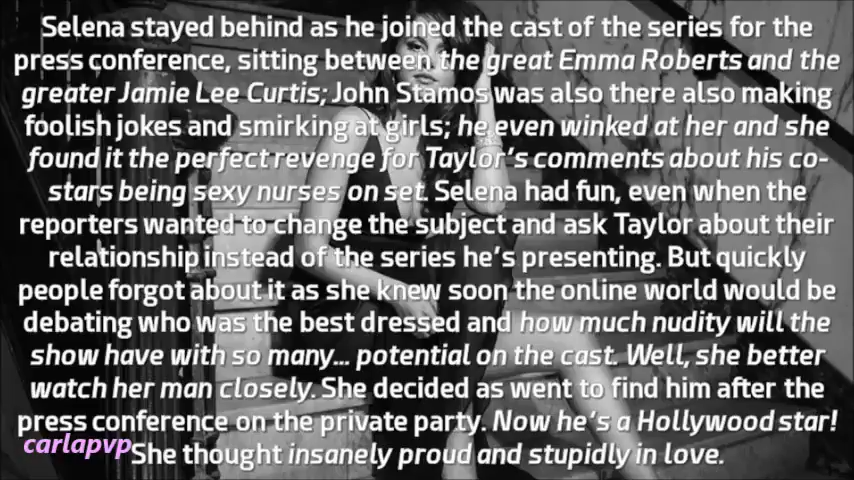 Selena stayed behind as he joined the cast of the series for the
press conference, sitting between the great Emma Roberts and the
greater Jamie Lee Curtis; John Stamos was also there also making
foolish jokes and smirking at girls; he even winked at her and she
found it the perfect revenge for Taylor's comments about his co-
stars being sexy nurses on set. Selena had fun, even when the
reporters wanted to change the subject and ask Taylor about their
relationship instead of the series he's presenting. But quickly
people forgot about it as she knew soon the online world would be
debating who was the best dressed and how much nudity will the
show have with so many... potential on the cast. Well, she better
watch her man closely. She decided as went to find him after the
press conference on the private party. Now he's a Hollywood star!
She thought insanely proud and stupidly in love.
carlapvp